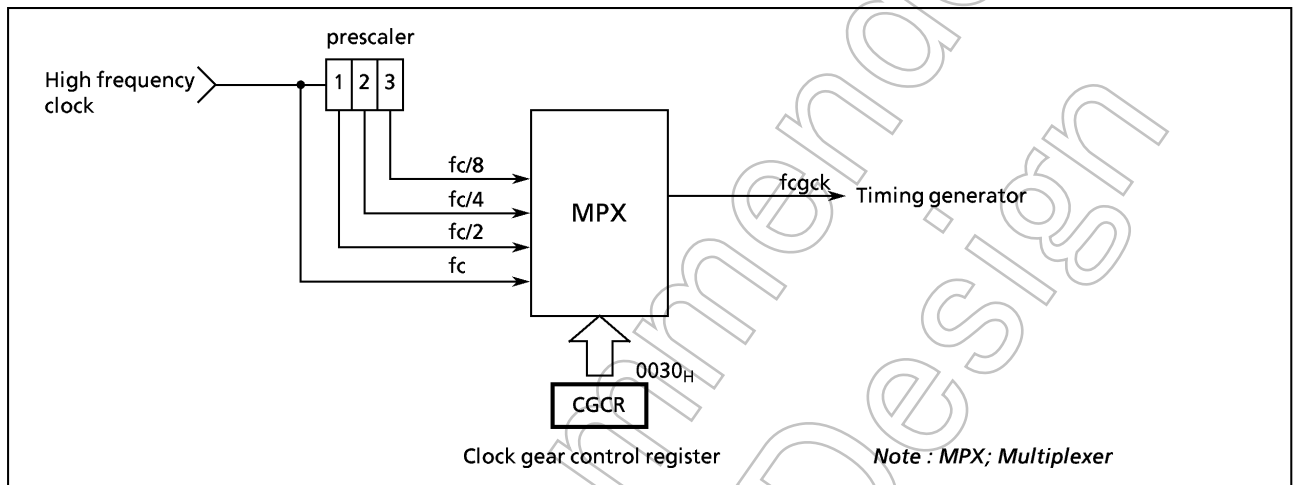 prescaler
High frequency
clock
1 2 3
fc/8
fc/4
fc/2
fc
MPX
fcgck
Timing generator
0030H
CGCR
Clock gear control register
Note : MPX; Multiplexer
Design